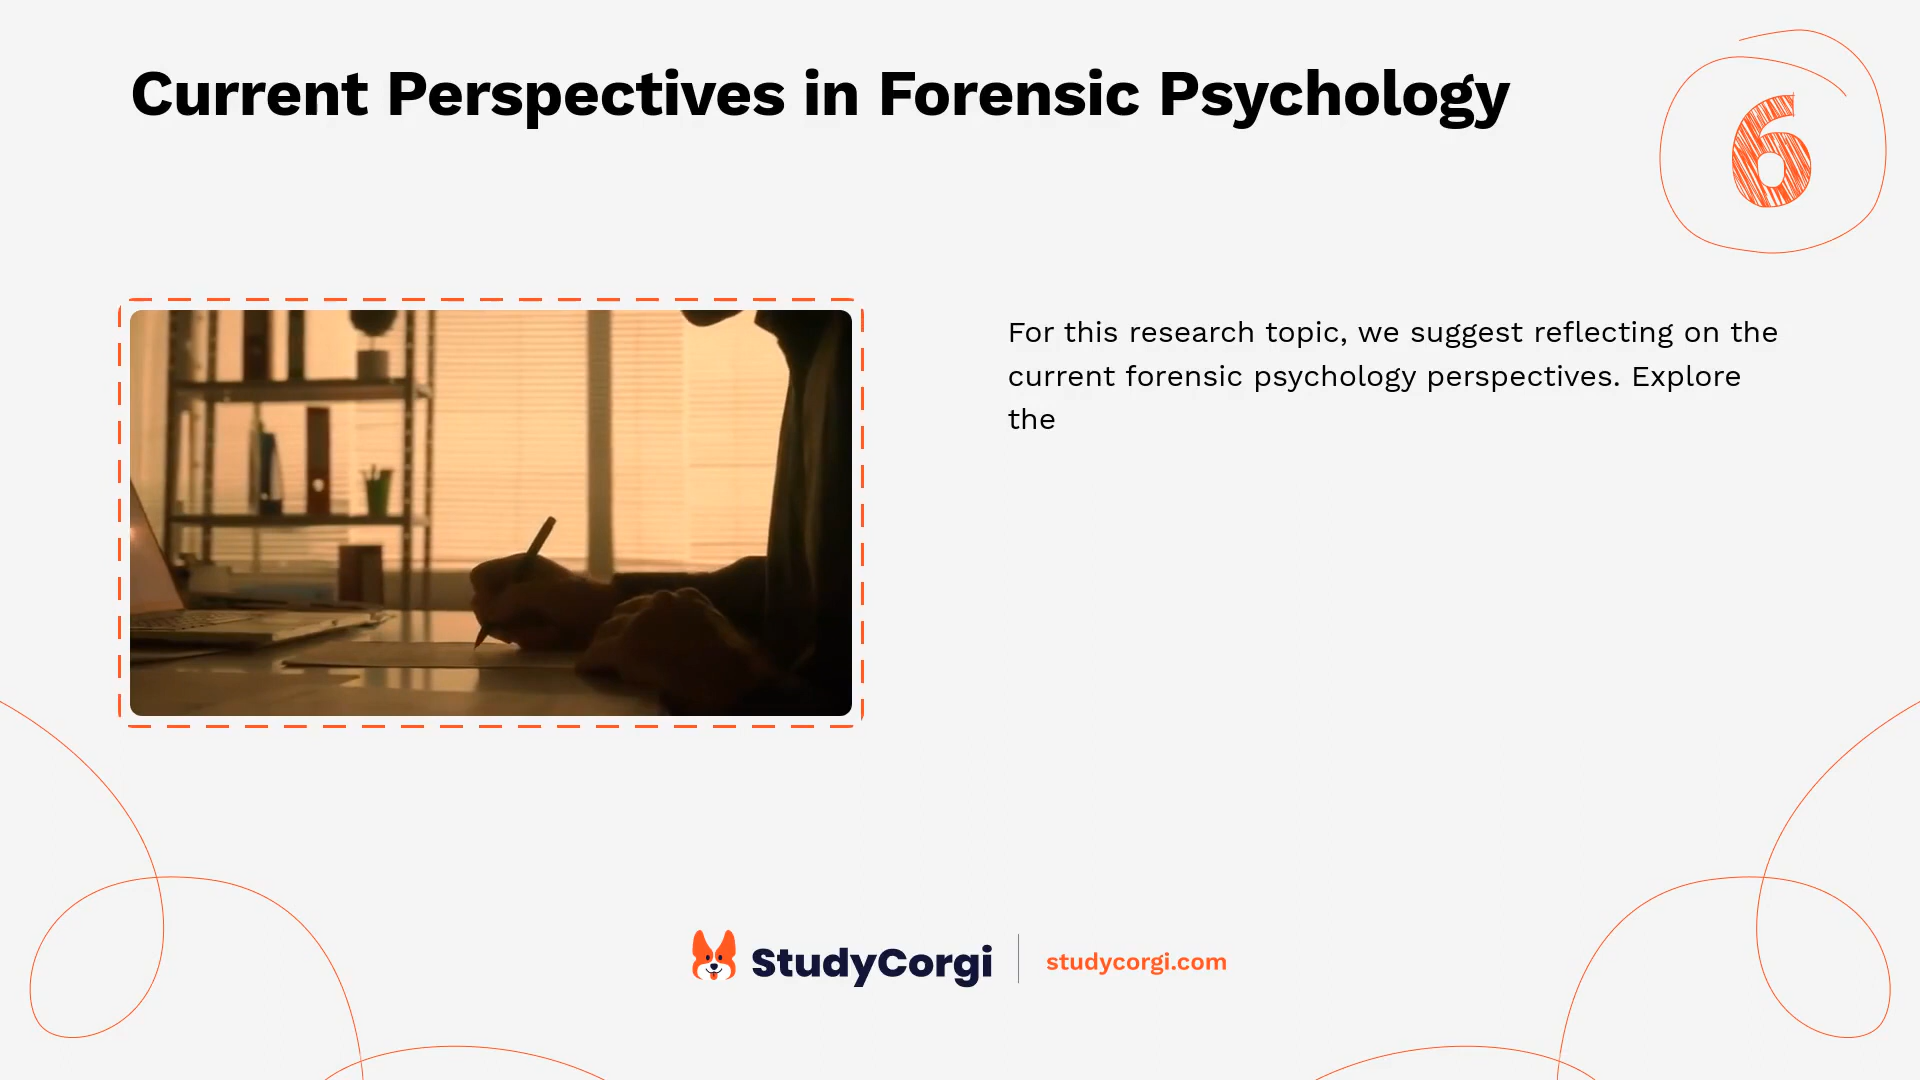 Current Perspectives in Forensic Psychology
6
For this research topic, we suggest reflecting on the
current forensic psychology perspectives. Explore
the
StudyCorgi
studycorgi.com